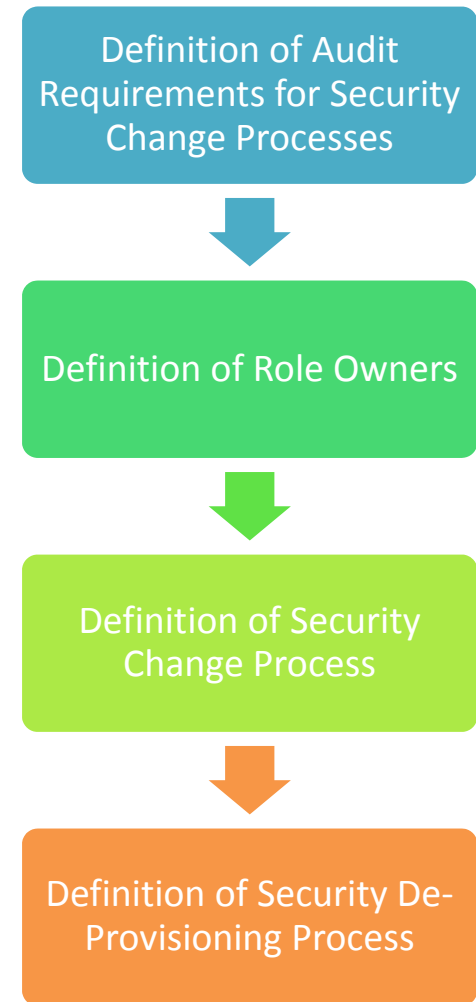 Definition of Audit
Requirements for Security
Change Processes
Definition of Role Owners
Definition of Security
Change Process
Definition of Security De-
Provisioning Process